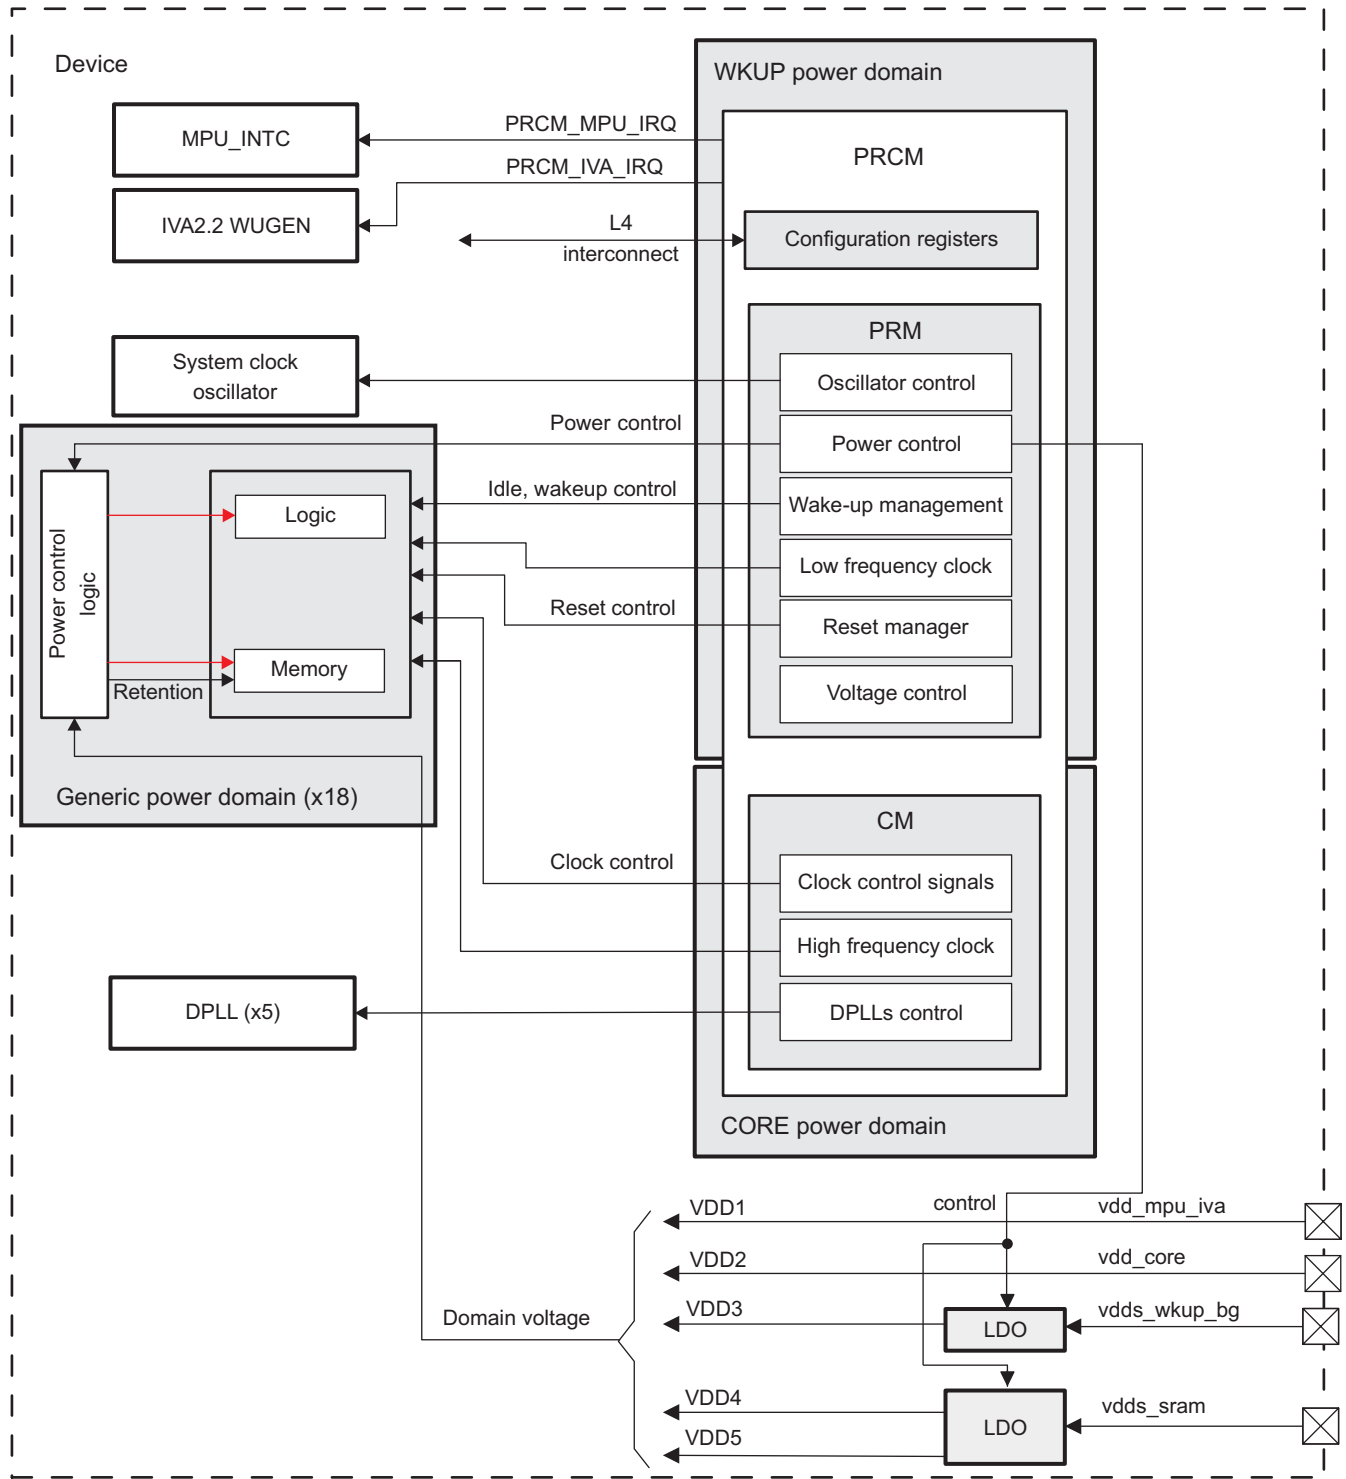 Device
WKUP power domain
PRCM_MPU_IRQ
MPU_INTC
PRCM
PRCM_IVA_IRQ
IVA2.2 WUGEN
L4
interconnect
Configuration registers
PRM
System clock
oscillator
Oscillator control
Power control
Power control
Idle, wakeup control
Wake-up management
Logic
Power control
logic
Low frequency clock
Reset control
Reset manager
Memory
Retention
Voltage control
Generic power domain (x18)
CM
Clock control
Clock control signals
High frequency clock
DPLL (x5)
DPLLs control
CORE power domain
VDD1
control
vdd_mpu_iva
VDD2
vdd_core
Domain voltage
VDD3
LDO
vdds_wkup_bg
VDD4
VDD5
LDO
vdds_sram